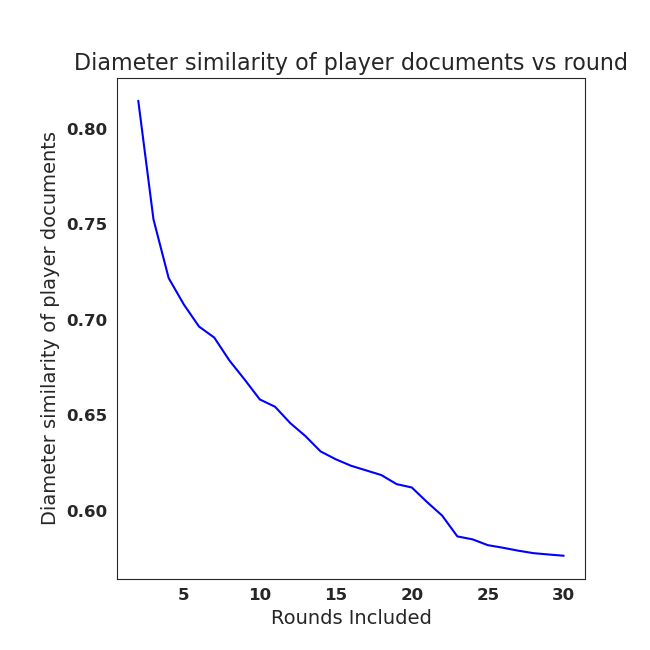 Diameter similarity of player documents vs round
Diameter similarity of player documents
0.80
0.75
0.70
0.65
0.60
5 10 15 20 25 30
Rounds Included